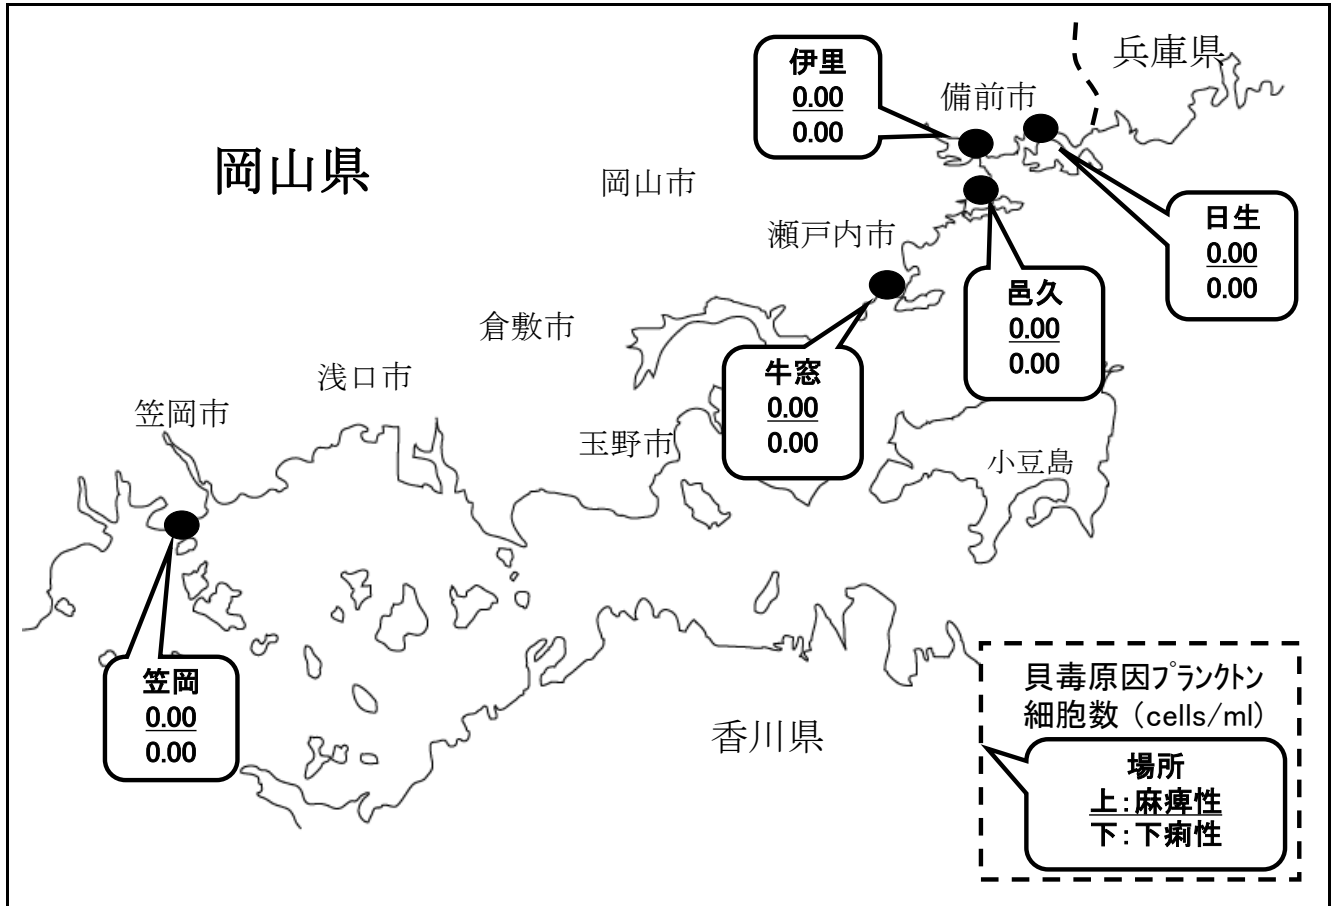 兵庫県
伊里
0.00
0.00
備前市
岡山県
岡山市
日生
0.00
0.00
瀬戸内市
邑久
0.00
0.00
倉敷市
牛窓
0.00
0.00
浅口市
笠岡市
玉野市
小豆島
笠岡
0.00
0.00
香川県
貝毒原因プランクトン
細胞数 (cells/ml)
場所
上:麻痺性
下:下痢性